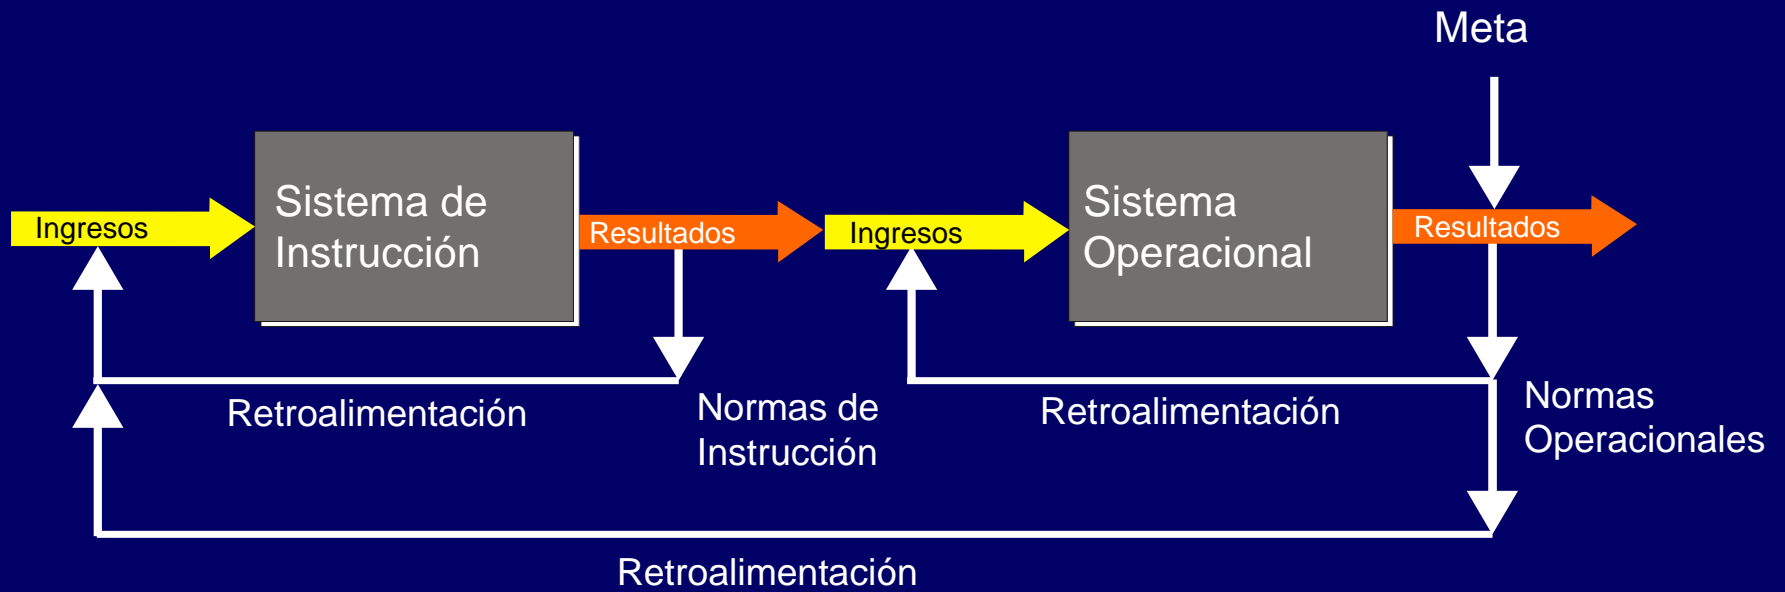 Meta
Ingresos
Sistema de
Instrucción
Resultados
Ingresos
Sistema
Operacional
Resultados
Retroalimentación
Normas de
Instrucción
Retroalimentación
Normas
Operacionales
Retroalimentación